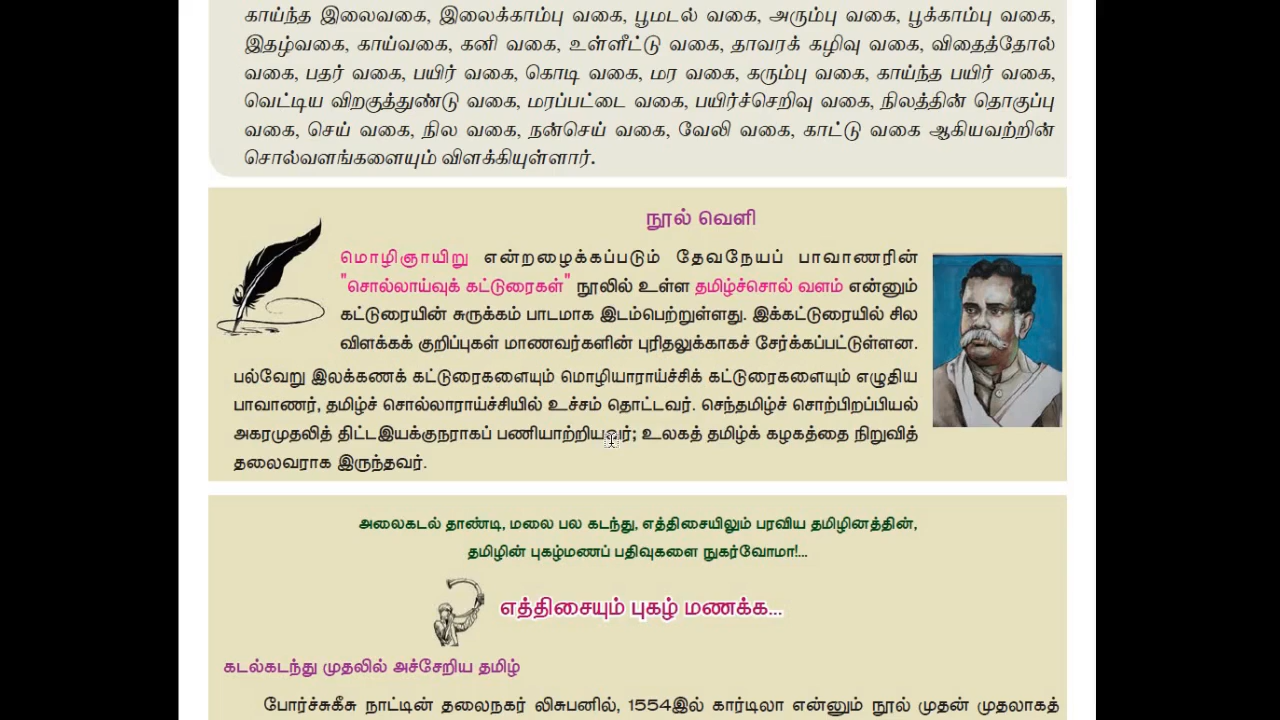 காய்ந்த இலைவகை, இலைக்காம்பு வகை, பூமடல் வகை, அரும்பு வகை, பூக்காம்பு வகை,
இதழ்வகை, காய்வகை, கனி வகை, உள்ளீட்டு வகை, தாவரக் கழிவு வகை, விதைத்தோல்
வகை, பதர் வகை, பயிர் வகை, கொடி வகை, மர வகை, கரும்பு வகை, காய்ந்த பயிர் வகை,
வெட்டிய விறகுத்துண்டு வகை, மரப்பட்டை வகை, பயிர்ச்செறிவு வகை, நிலத்தின் தொகுப்பு
வகை, செய் வகை, நில வகை, நன்செய் வகை, வேலி வகை, காட்டு வகை ஆகியவற்றின்
சொல்வளங்களையும் விளக்கியுள்ளார்.
நூல் வெளி
மொழிஞாயிறு என்றழைக்கப்படும் தேவநேயப் பாவாணரின்
"சொல்லாய்வுக் கட்டுரைகள்" நூலில் உள்ள தமிழ்ச்சொல் வளம் என்னும்
கட்டுரையின் சுருக்கம் பாடமாக இடம்பெற்றுள்ளது. இக்கட்டுரையில் சில
விளக்கக் குறிப்புகள் மாணவர்களின் புரிதலுக்காகச் சேர்க்கப்பட்டுள்ளன.
பல்வேறு இலக்கணக் கட்டுரைகளையும் மொழியாராய்ச்சிக் கட்டுரைகளையும் எழுதிய
பாவாணர், தமிழ்ச் சொல்லாராய்ச்சியில் உச்சம் தொட்டவர். செந்தமிழ்ச் சொற்பிறப்பியல்
அகரமுதலித் திட்டஇயக்குநராகப் பணியாற்றியவர்; உலகத் தமிழ்க் கழகத்தை நிறுவித்
தலைவராக இருந்தவர்.
அலைகடல் தாண்டி, மலை பல கடந்து, எத்திசையிலும் பரவிய தமிழினத்தின்,
தமிழின் புகழ்மணப் பதிவுகளை நுகர்வோமா!...
எத்திசையும் புகழ் மணக்க...
கடல்கடந்து முதலில் அச்சேறிய தமிழ்
போர்ச்சுகீசு நாட்டின் தலைநகர் லிசுபனில், 1554இல் கார்டிலா என்னும் நூல் முதன் முதலாகத்